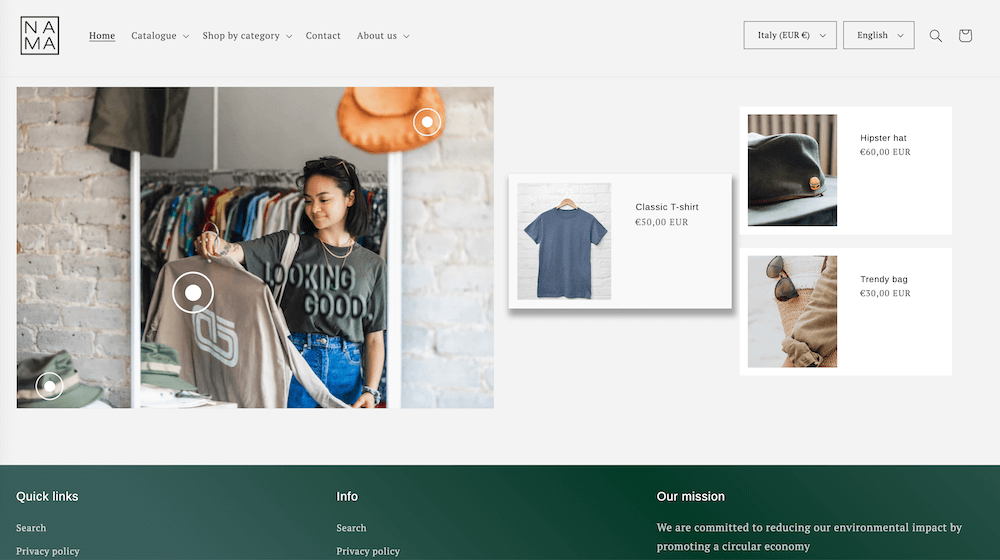 NA
MA
Home Catalogue Shop by category Contact About us
Italy (EUR €) English
LOOKING
GOOD.
Classic T-shirt
€50,00 EUR
Hipster hat
€60,00 EUR
Trendy bag
€30,00 EUR
Quick links
Search
Privacy policy
Info
Search
Privacy policy
Our mission
We are committed to reducing our environmental impact by
promoting a circular economy